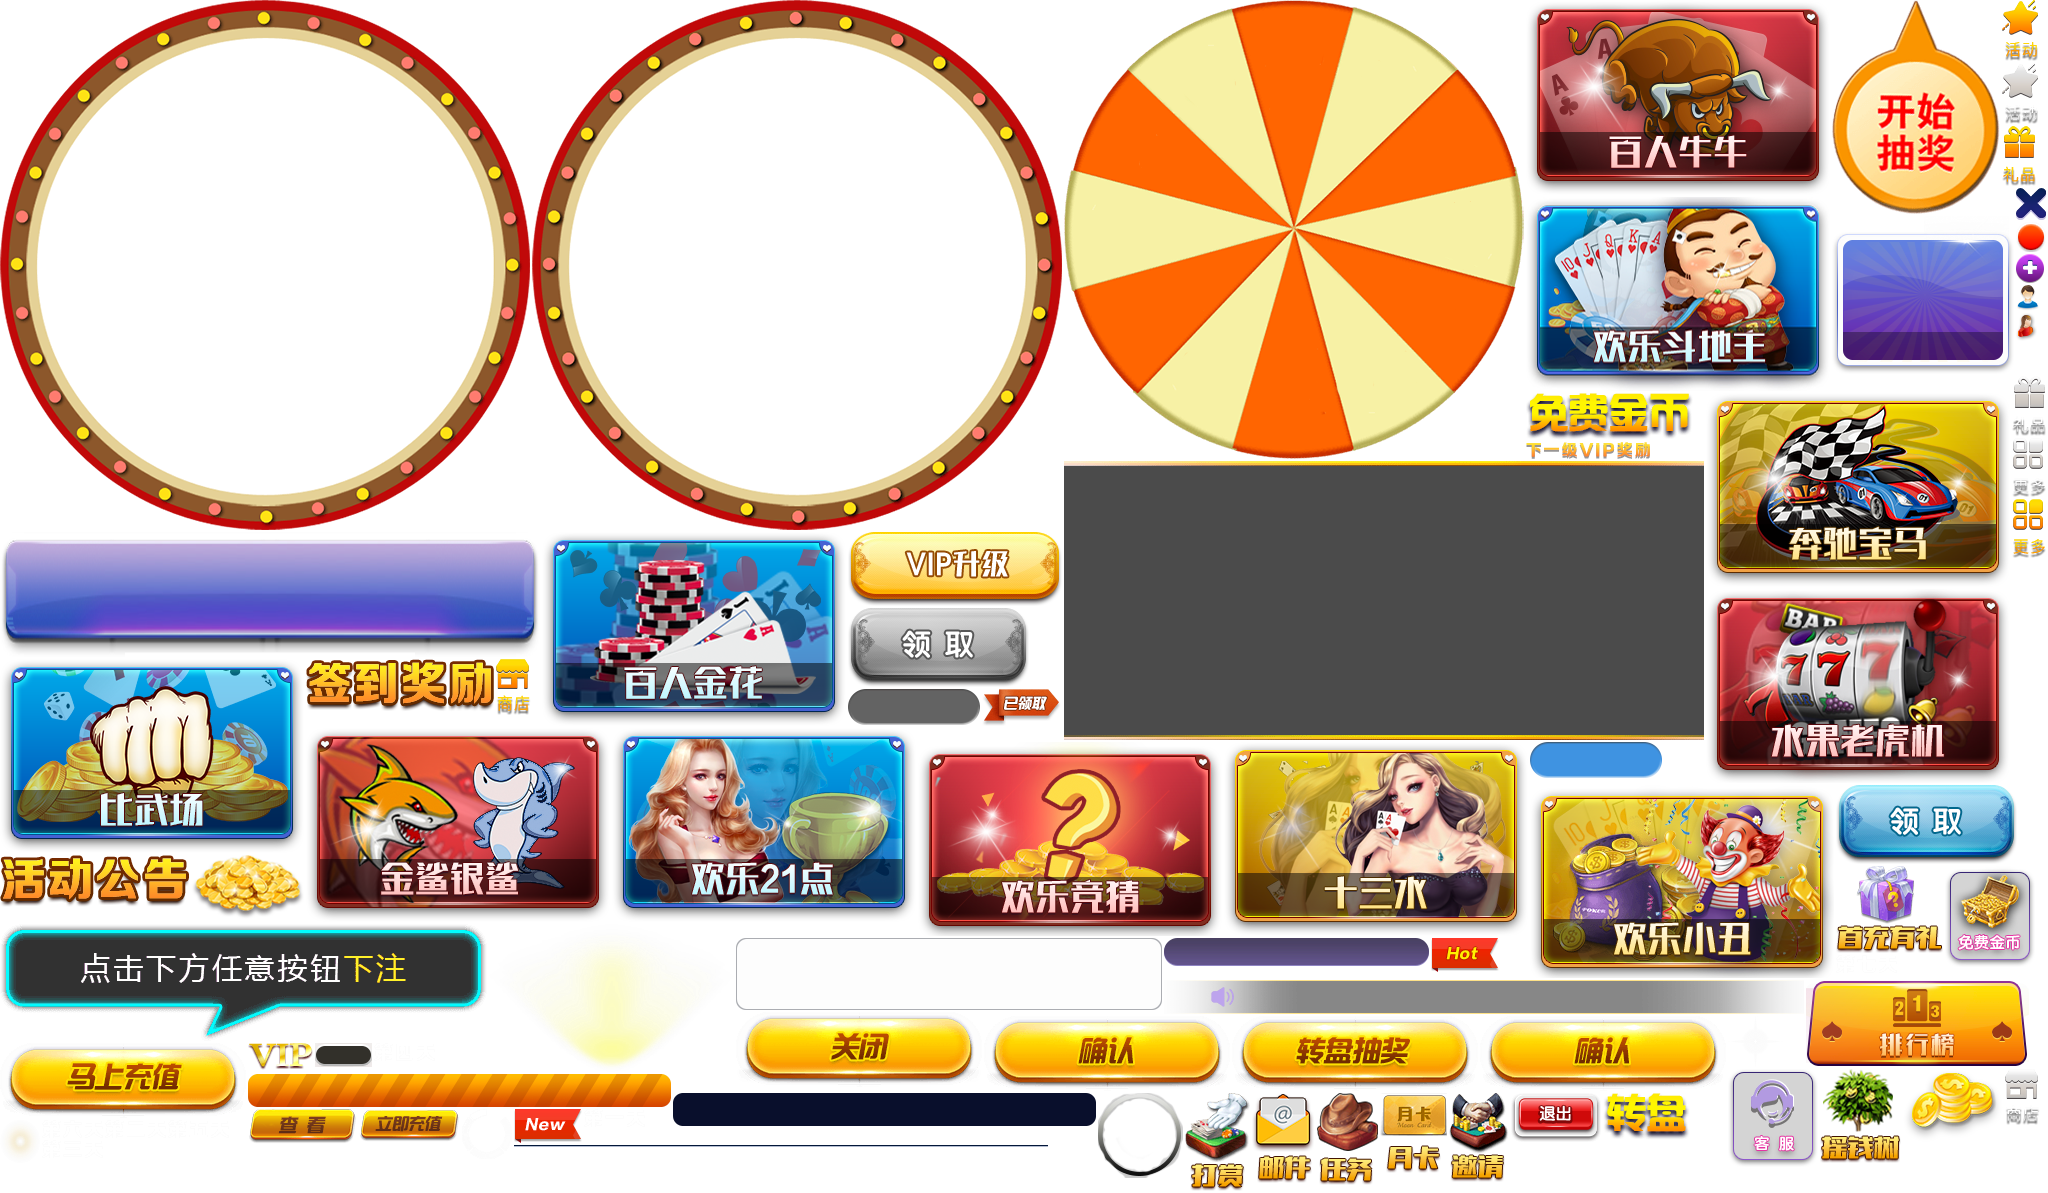 百人牛牛
开始
抽奖
活动
活动
礼品
欢乐斗地主
免费金币
下一级VIP奖励
礼品
更多
更多
奔驰宝马
VIP升级
领 取
百人金花
已领取
签到奖励
商店
BAR
777
水果老虎机
比武场
金鲨银鲨
欢乐21点
欢乐竞猜
十三水
欢乐小丑
领 取
活动公告
首充有礼
免费金币
点击下方任意按钮下注
Hot
213
排行榜
马上充值
VIP
关闭
确认
转盘抽奖
确认
查 看
立即充值
New
打赏
邮件
任务
月卡
Moon Card
月卡
邀请
退出
转盘
客 服
摇钱树
商店